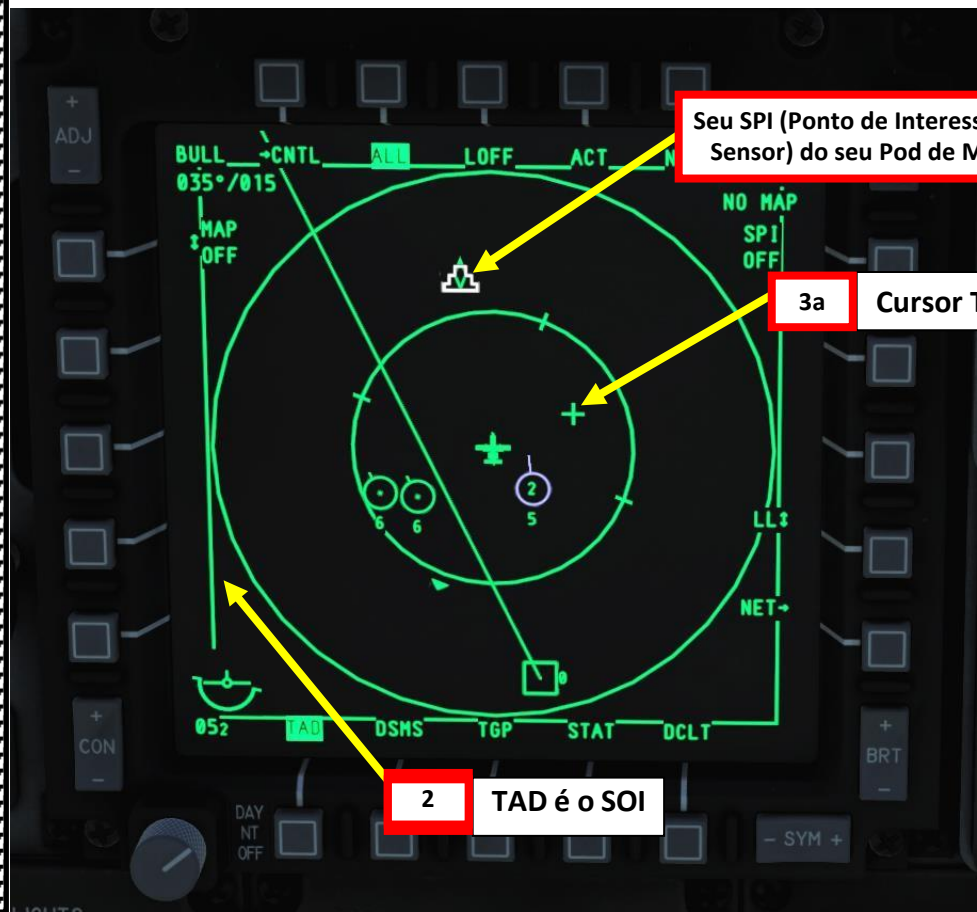 ADJ
BULL CNTL ALL LOFF ACT N
035°/015
Seu SPI (Ponto de Interess
Sensor) do seu Pod de M
NO MAP
MAP
OFF
SPI
OFF
3a Cursor T
2
5
6 6
LL
NET
0
052
TAD DSMS TGP STAT DCLT
CON
BRT
2 TAD é o SOI
DAY
NT
OFF
- SYM +